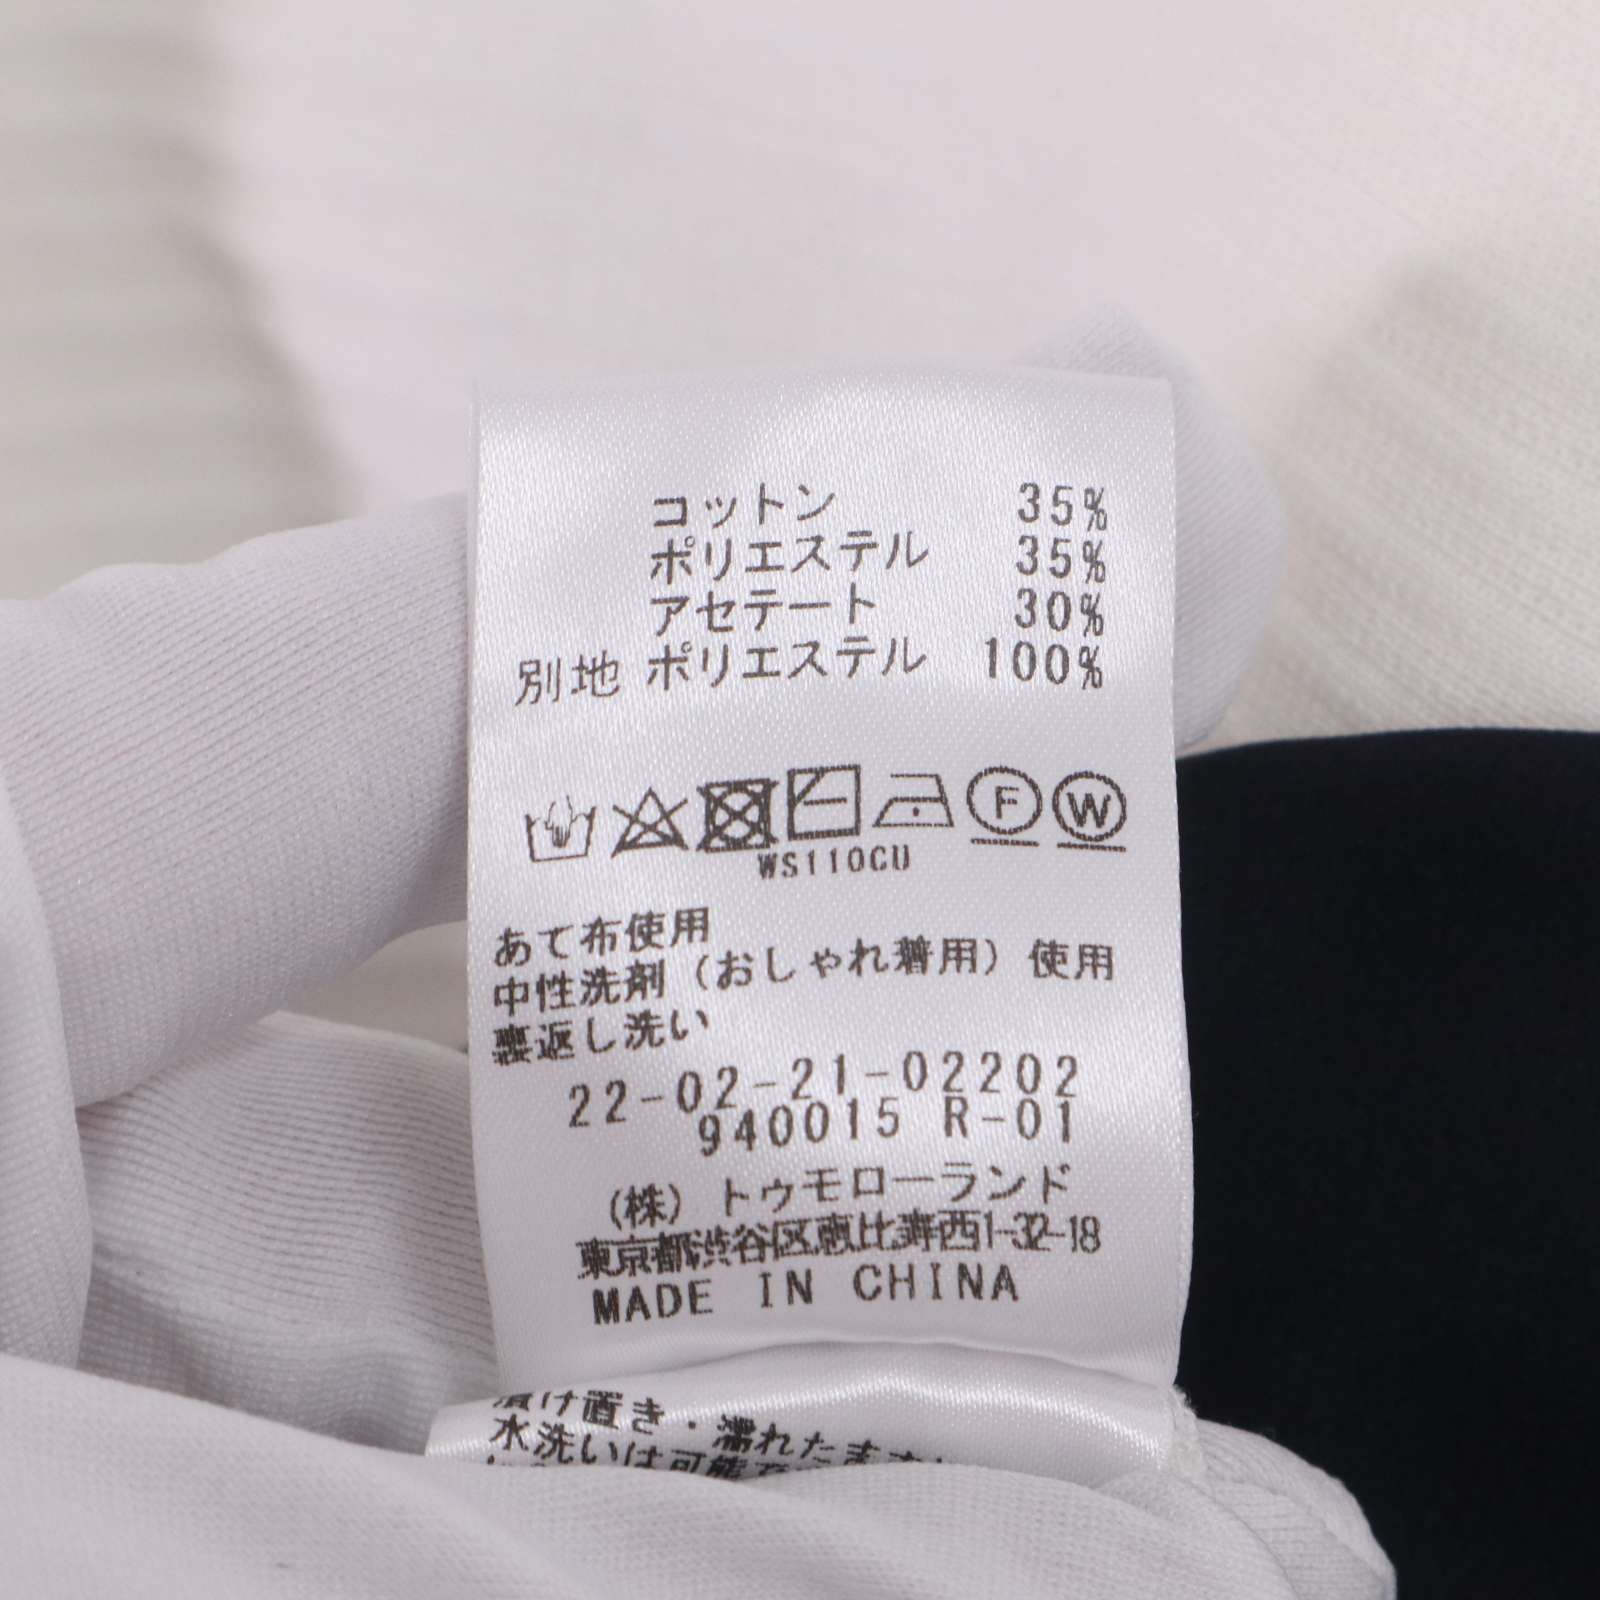 コットン 35%
ポリエステル 35%
アセテート 30%
別地 ポリエステル 100%
F W
WS110CU
あて布使用
中性洗剤(おしゃれ着用)使用
裏返し洗い
22-02-21-02202
940015 R-01
(株)トゥモローランド
東京都渋谷区恵比寿西1-32-18
MADE IN CHINA
漬け置き・濡れたまま
水洗いは可能で